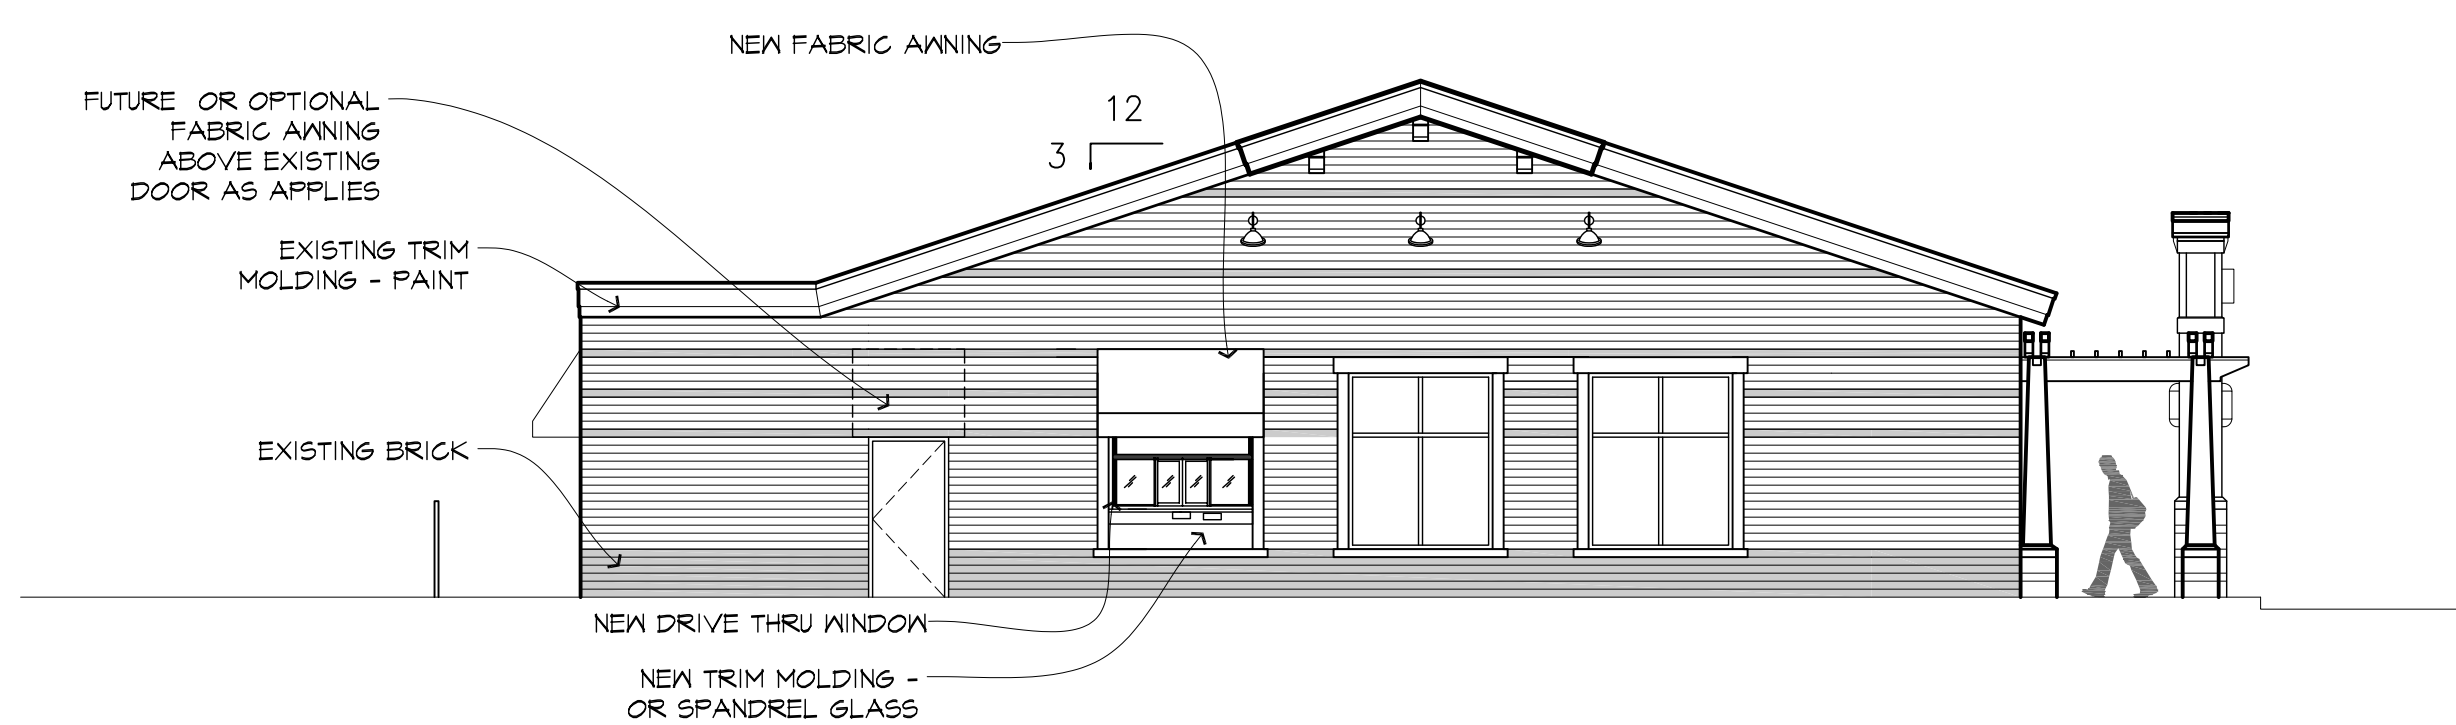 NEW FABRIC AWNING
12
3
FUTURE OR OPTIONAL
FABRIC AWNING
ABOVE EXISTING
DOOR AS APPLIES
EXISTING TRIM
MOLDING - PAINT
EXISTING BRICK
NEW DRIVE THRU WINDOW
NEW TRIM MOLDING -
OR SPANDREL GLASS